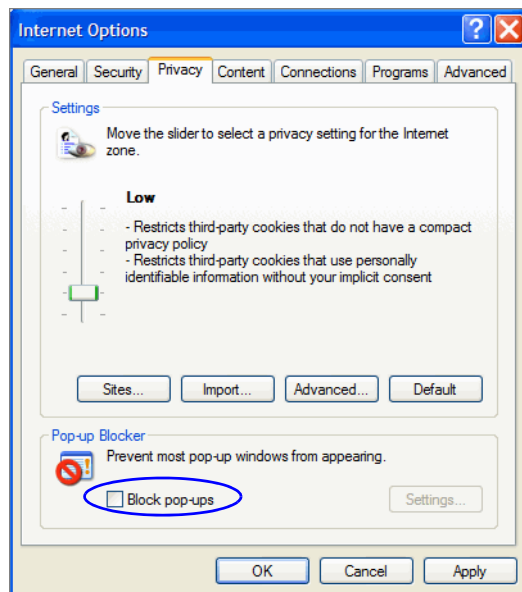 Internet Options
General Security Privacy Content Connections Programs Advanced
Settings
Move the slider to select a privacy setting for the Internet
zone.
Low
- Restricts third-party cookies that do not have a compact
privacy policy
- Restricts third-party cookies that use personally
identifiable information without your implicit consent
Sites... Import... Advanced... Default
Pop-up Blocker
Prevent most pop-up windows from appearing.
Block pop-ups Settings...
OK Cancel Apply